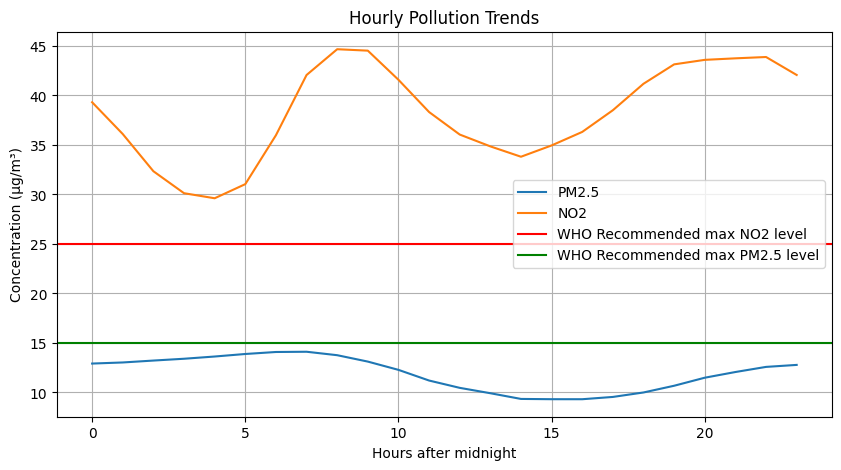 Hourly Pollution Trends
Concentration (µg/m³)
45
40
35
30
25
20
15
10
PM2.5
NO2
WHO Recommended max NO2 level
WHO Recommended max PM2.5 level
0
5
10
15
20
Hours after midnight